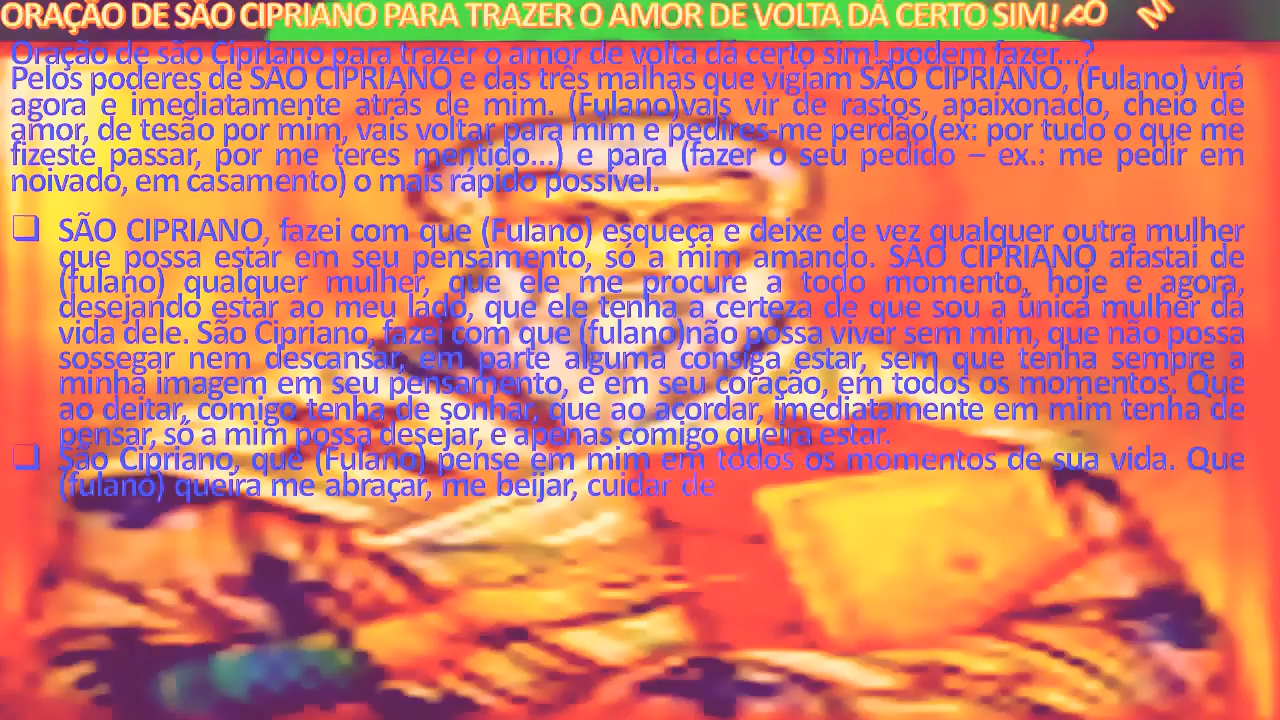 ORAÇÃO DE SÃO CIPRIANO PARA TRAZER O AMOR DE VOLTA DÁ CERTO SIM!
Oração de são Cipriano para trazer o amor de volta dá certo sim! podem fazer...?
Pelos poderes de SÃO CIPRIANO e das três malhas que vigiam SÃO CIPRIANO, (Fulano) virá
agora e imediatamente atrás de mim. (Fulano)vais vir de rastos, apaixonado, cheio de
amor, de tesão por mim, vais voltar para mim e pedires-me perdão(ex: por tudo o que me
fizeste passar, por me teres mentido...) e para (fazer o seu pedido – ex.: me pedir em
noivado, em casamento) o mais rápido possível.
❑ SÃO CIPRIANO, fazei com que (Fulano) esqueça e deixe de vez qualquer outra mulher
que possa estar em seu pensamento, só a mim amando. SÃO CIPRIANO afastai de
(fulano) qualquer mulher, que ele me procure a todo momento, hoje e agora,
desejando estar ao meu lado, que ele tenha a certeza de que sou a única mulher da
vida dele. São Cipriano, fazei com que (fulano)não possa viver sem mim, que não possa
sossegar nem descansar, em parte alguma consiga estar, sem que tenha sempre a
minha imagem em seu pensamento, e em seu coração, em todos os momentos. Que
ao deitar, comigo tenha de sonhar, que ao acordar, imediatamente em mim tenha de
pensar, só a mim possa desejar, e apenas comigo queira estar.
❑ São Cipriano, que (Fulano) pense em mim em todos os momentos de sua vida. Que
(fulano) queira me abraçar, me beijar, cuidar de